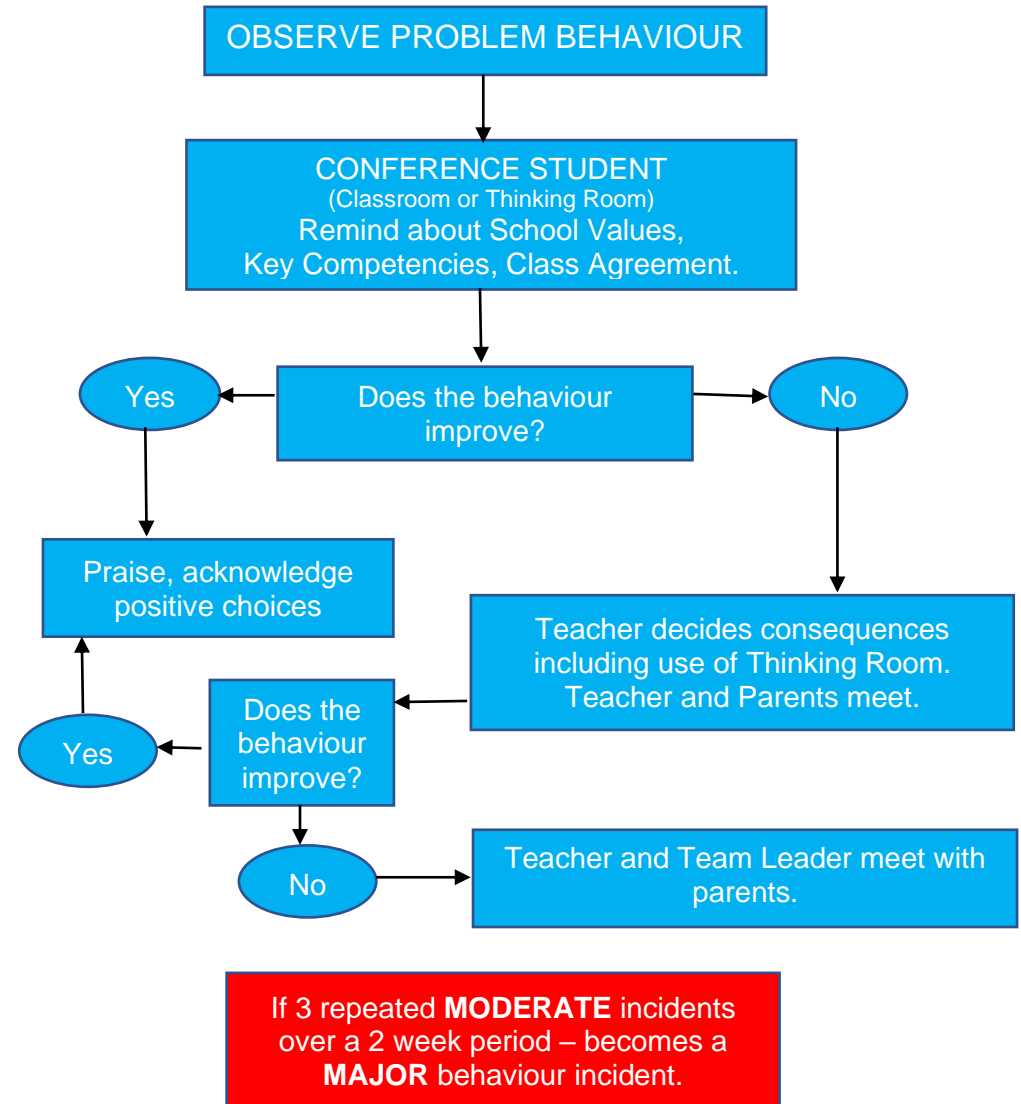 OBSERVE PROBLEM BEHAVIOUR
CONFERENCE STUDENT
(Classroom or Thinking Room)
Remind about School Values,
Key Competencies, Class Agreement.
Yes
Does the behaviour
improve?
No
Praise, acknowledge
positive choices
Teacher decides consequences
including use of Thinking Room.
Teacher and Parents meet.
Does the
behaviour
improve?
Yes
No
Teacher and Team Leader meet with
parents.
If 3 repeated MODERATE incidents
over a 2 week period – becomes a
MAJOR behaviour incident.